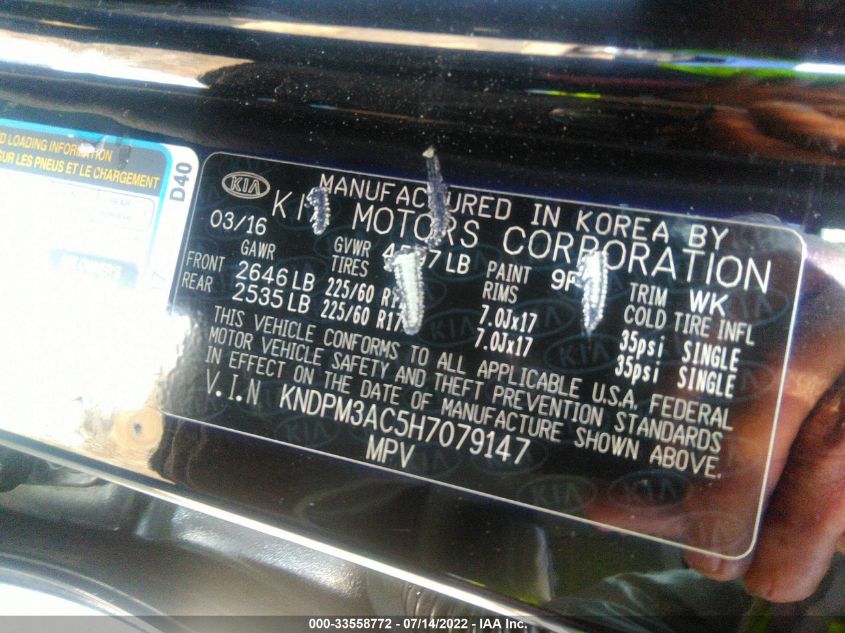 D LOADING INFORMATION
SUR LES PNEUS ET LE CHARGEMENT
D40
KIA
MANUFACTURED IN KOREA BY
03/16 KIA MOTORS CORPORATION
GAWR GVWR LB PAINT TRIM WK
FRONT 2646 LB TIRES 225/60 RIMS 7.0Jx17 COLD TIRE INFL 35psi SINGLE
REAR 2535 LB 225/60 R17 7.0Jx17 35psi SINGLE
THIS VEHICLE CONFORMS TO ALL APPLICABLE U.S.A. FEDERAL
MOTOR VEHICLE SAFETY AND THEFT PREVENTION STANDARDS
IN EFFECT ON THE DATE OF MANUFACTURE SHOWN ABOVE.
V.I.N KNDPM3AC5H7079147
MPV
000-33558772 - 07/14/2022 - IAA Inc.